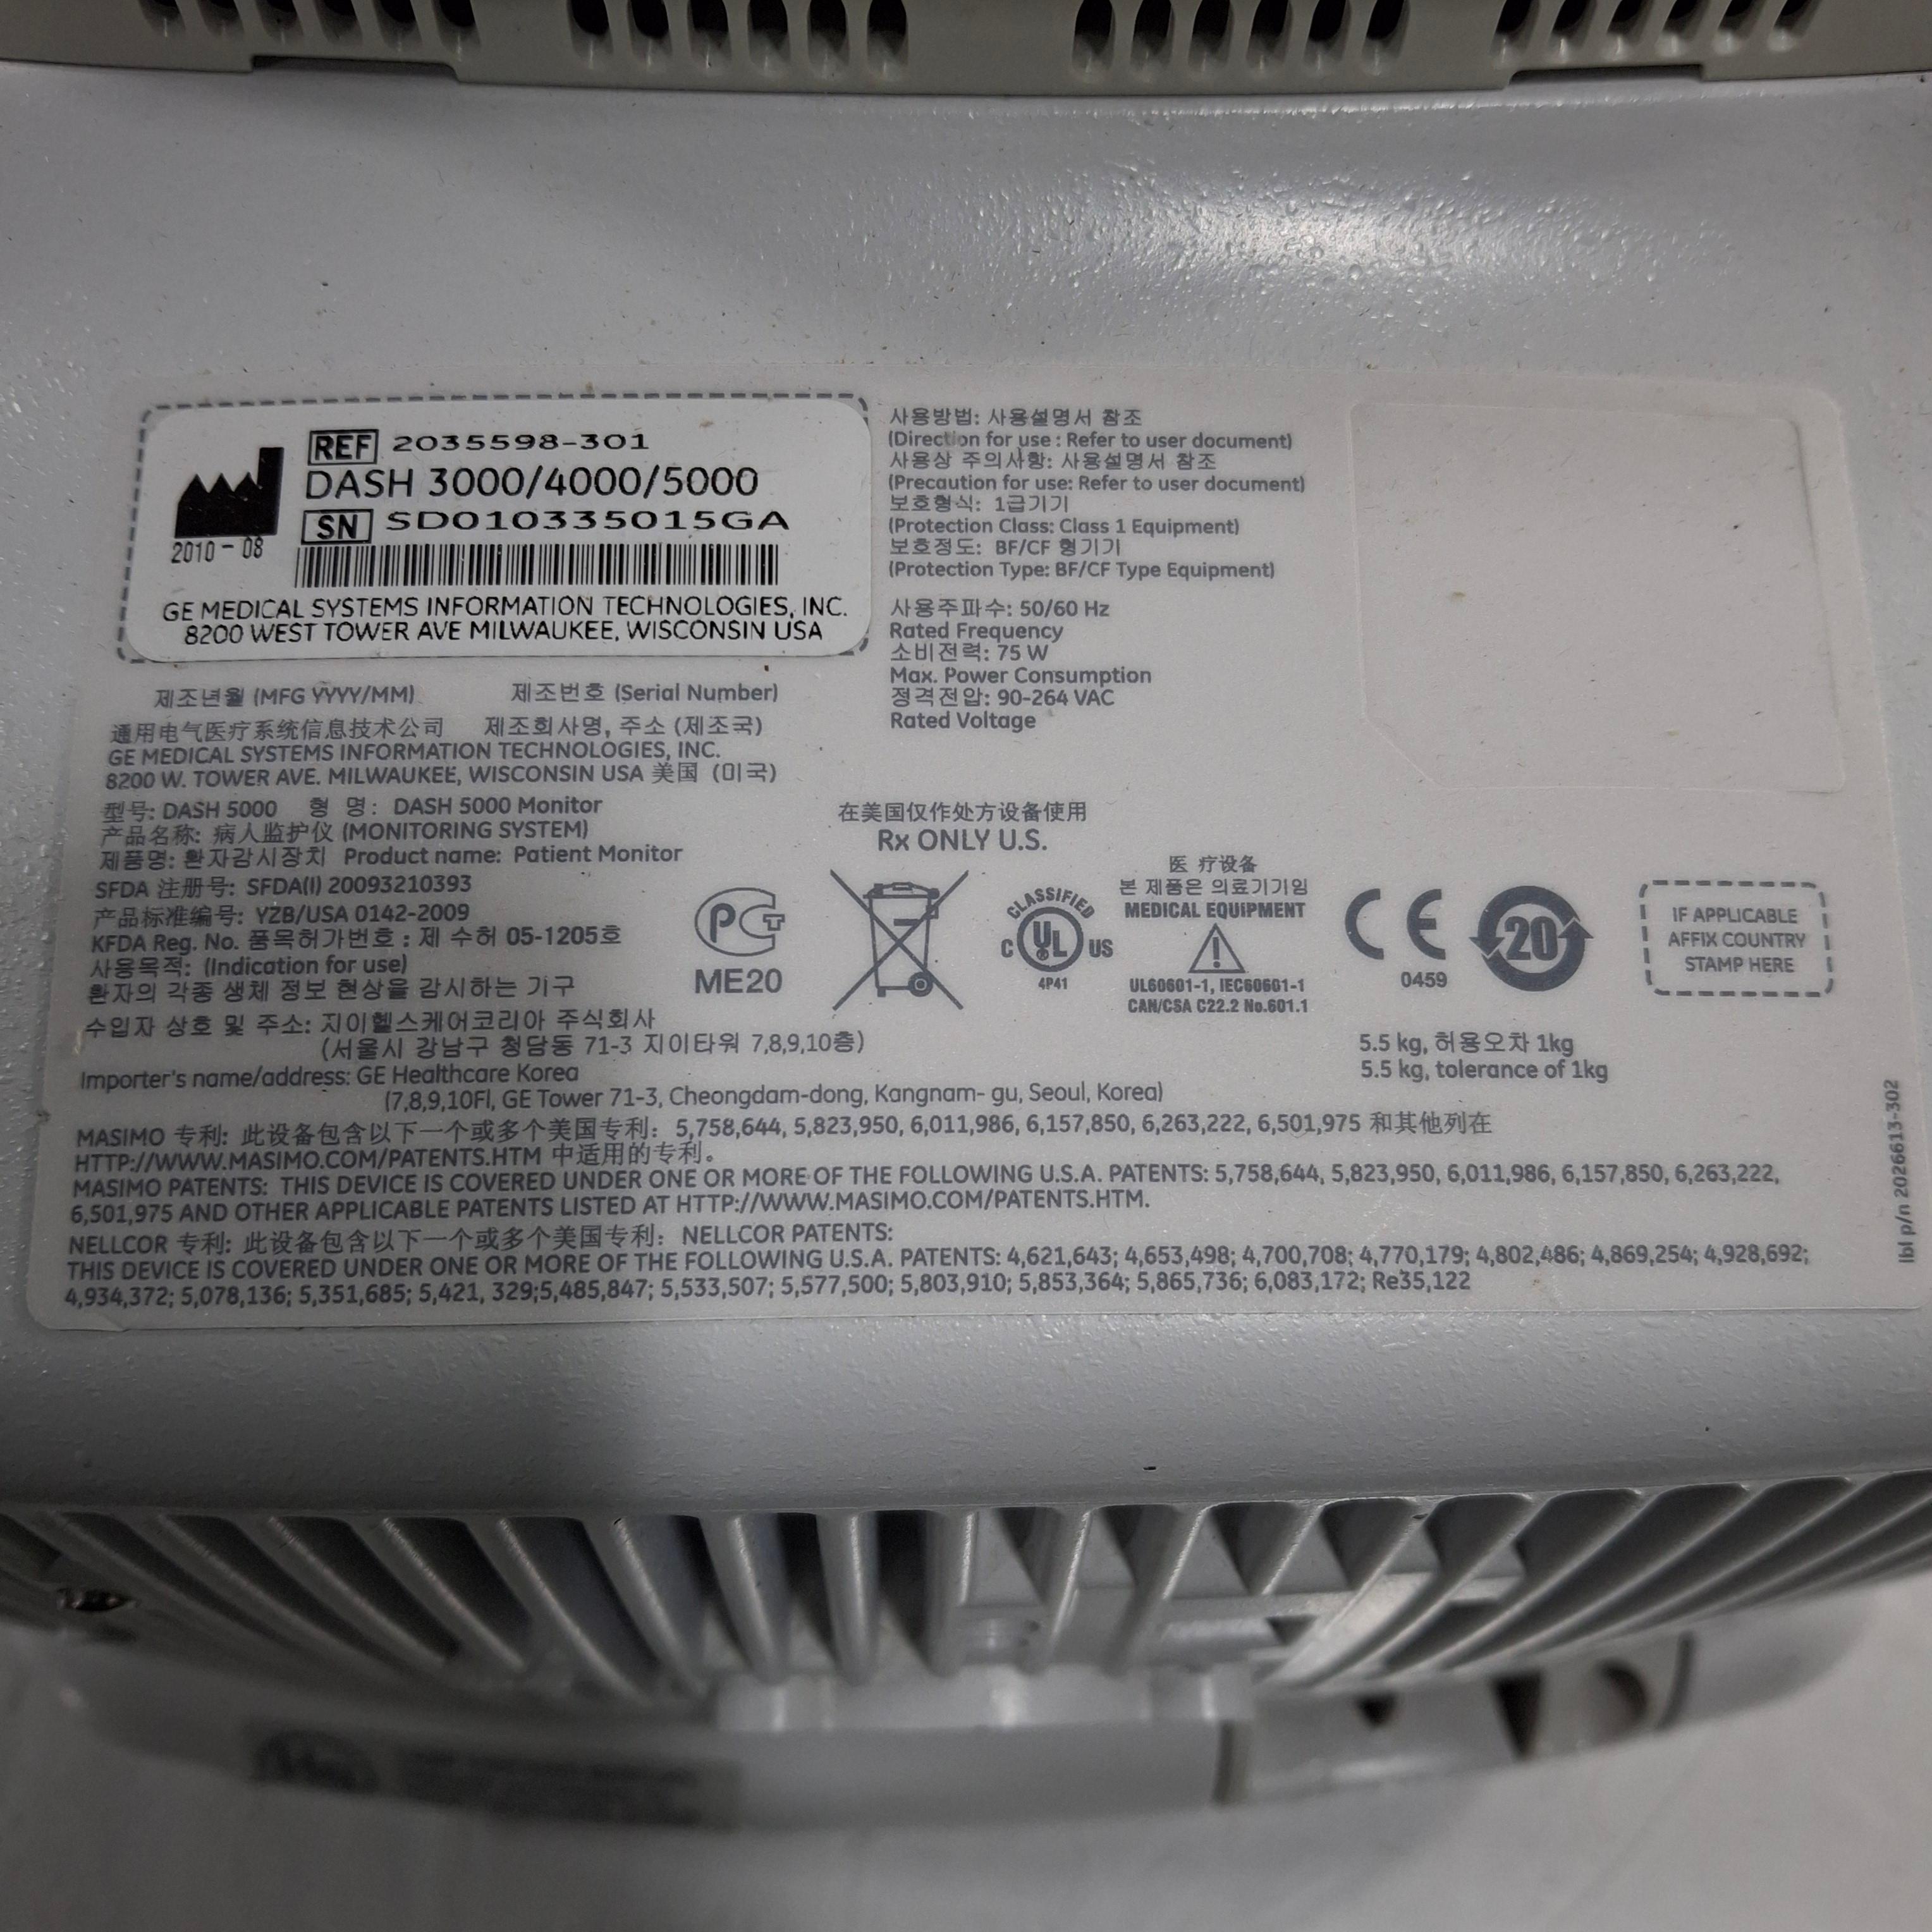 REF 2035598-301
DASH 3000/4000/5000
SN SD010335015GA
2010-08
GE MEDICAL SYSTEMS INFORMATION TECHNOLOGIES, INC.
8200 WEST TOWER AVE MILWAUKEE, WISCONSIN USA
제조년월 (MFG YYYY/MM) 제조번호 (Serial Number)
通用电气医疗系统信息技术公司 제조회사명, 주소 (제조국)
GE MEDICAL SYSTEMS INFORMATION TECHNOLOGIES, INC.
8200 W. TOWER AVE. MILWAUKEE, WISCONSIN USA 美国 (미국)
型号: DASH 5000 형 명: DASH 5000 Monitor
产品名称: 病人监护仪 (MONITORING SYSTEM)
제품명: 환자감시장치 Product name: Patient Monitor
SFDA 注册号: SFDA(I) 20093210393
产品标准编号: YZB/USA 0142-2009
KFDA Reg. No. 품목허가번호 : 제 수허 05-1205호
사용목적: (Indication for use)
환자의 각종 생체 정보 현상을 감시하는 기구
수입자 상호 및 주소: 지이헬스케어코리아 주식회사
(서울시 강남구 청담동 71-3 지이타워 7,8,9,10층)
Importer's name/address: GE Healthcare Korea
(7,8,9,10Fl, GE Tower 71-3, Cheongdam-dong, Kangnam- gu, Seoul, Korea)
사용방법: 사용설명서 참조
(Direction for use : Refer to user document)
사용상 주의사항: 사용설명서 참조
(Precaution for use: Refer to user document)
보호형식: 1급기기
(Protection Class: Class 1 Equipment)
보호정도: BF/CF 형기기
(Protection Type: BF/CF Type Equipment)
사용주파수: 50/60 Hz
Rated Frequency
소비전력: 75 W
Max. Power Consumption
정격전압: 90-264 VAC
Rated Voltage
在美国仅作处方设备使用
Rx ONLY U.S.
PCT
ME20
CLASSIFIED
C UL US
4P41
医 疗设备
본 제품은 의료기기임
MEDICAL EQUIPMENT
UL60601-1, IEC60601-1
CAN/CSA C22.2 No.601.1
CE
0459
20
IF APPLICABLE
AFFIX COUNTRY
STAMP HERE
5.5 kg, 허용오차 1kg
5.5 kg, tolerance of 1kg
MASIMO 专利: 此设备包含以下一个或多个美国专利: 5,758,644, 5,823,950, 6,011,986, 6,157,850, 6,263,222, 6,501,975 和其他列在
HTTP://WWW.MASIMO.COM/PATENTS.HTM 中适用的专利。
MASIMO PATENTS: THIS DEVICE IS COVERED UNDER ONE OR MORE OF THE FOLLOWING U.S.A. PATENTS: 5,758,644, 5,823,950, 6,011,986, 6,157,850, 6,263,222,
6,501,975 AND OTHER APPLICABLE PATENTS LISTED AT HTTP://WWW.MASIMO.COM/PATENTS.HTM.
NELLCOR 专利: 此设备包含以下一个或多个美国专利: NELLCOR PATENTS:
THIS DEVICE IS COVERED UNDER ONE OR MORE OF THE FOLLOWING U.S.A. PATENTS: 4,621,643; 4,653,498; 4,700,708; 4,770,179; 4,802,486; 4,869,254; 4,928,692;
4,934,372; 5,078,136; 5,351,685; 5,421, 329;5,485,847; 5,533,507; 5,577,500; 5,803,910; 5,853,364; 5,865,736; 6,083,172; Re35,122
lbl p/n 2026613-302